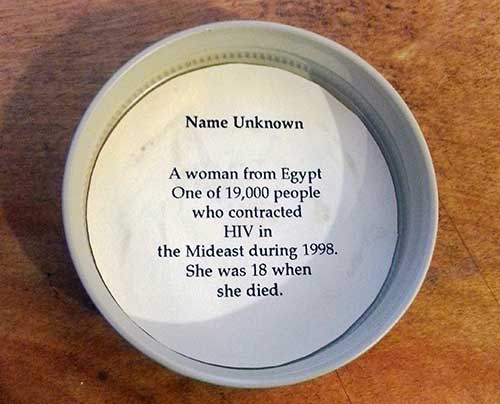 Name Unknown
A woman from Egypt
One of 19,000 people
who contracted
HIV in
the Mideast during 1998.
She was 18 when
she died.